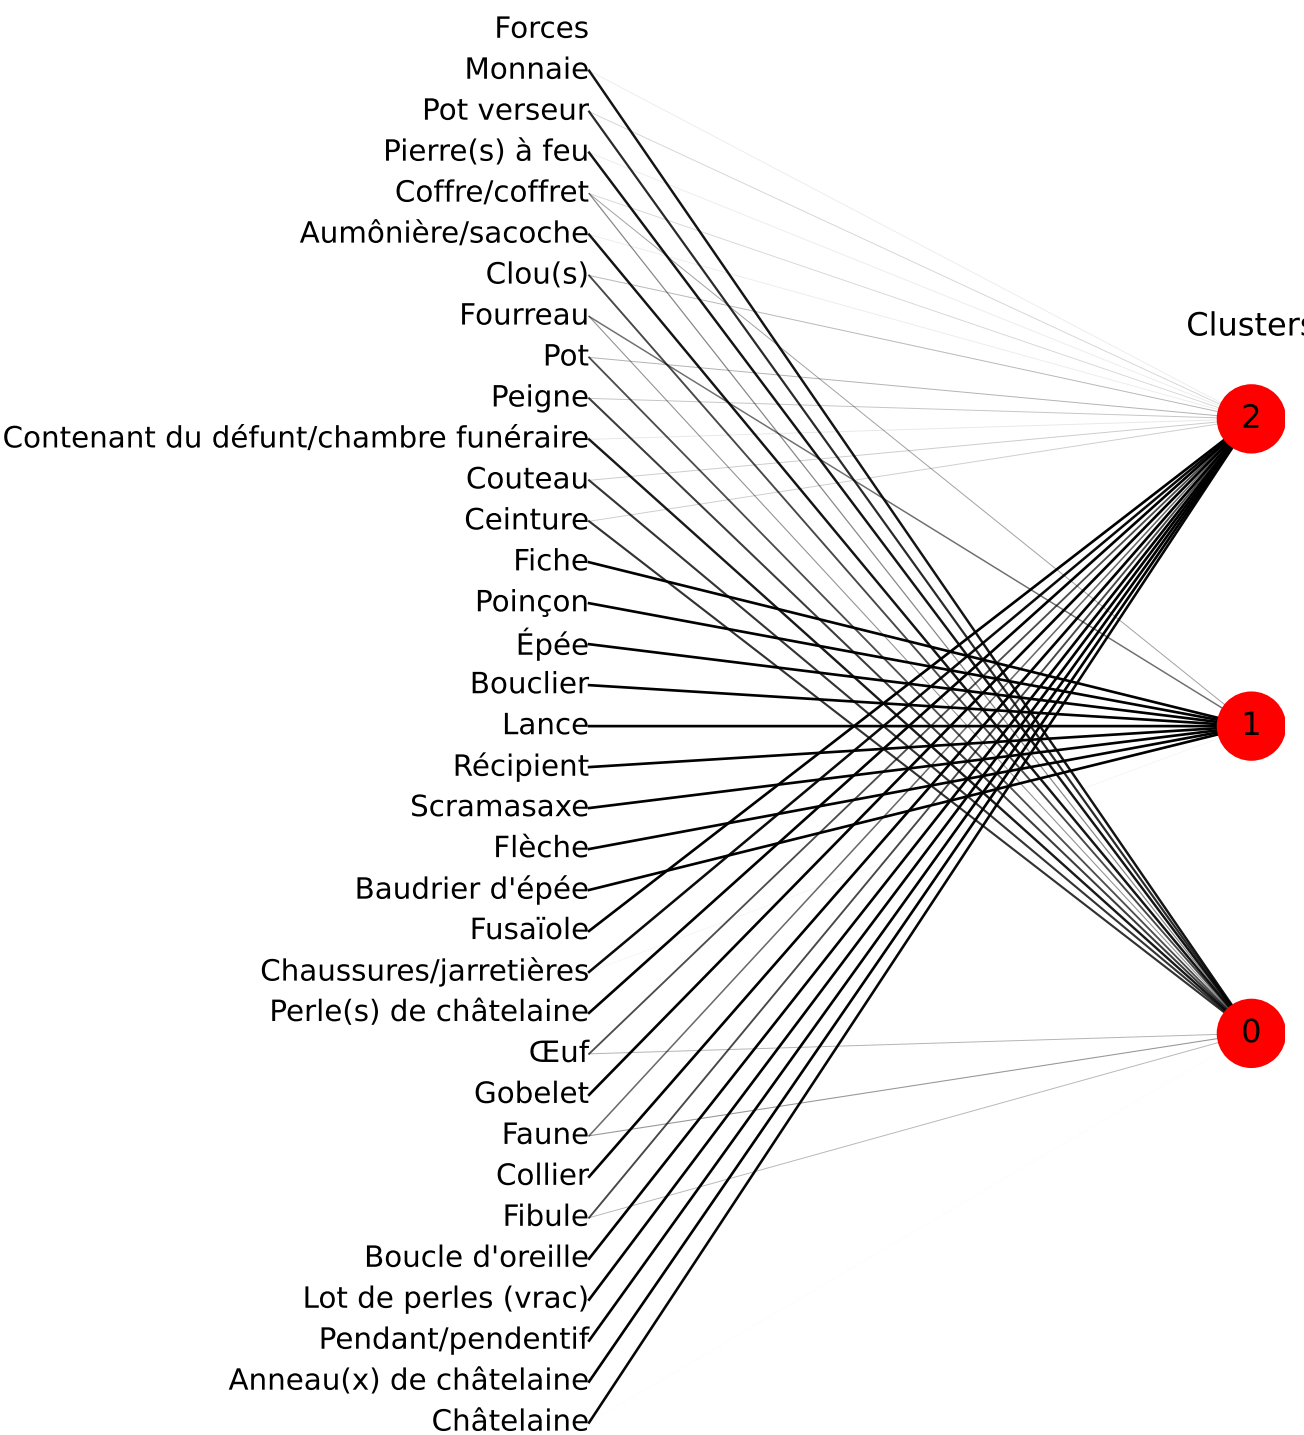 Forces
Monnaie
Pot verseur
Pierre(s) à feu
Coffre/coffret
Aumônière/sacoche
Clou(s)
Fourreau
Pot
Peigne
Contenant du défunt/chambre funéraire
Couteau
Ceinture
Fiche
Poinçon
Épée
Bouclier
Lance
Récipient
Scramasaxe
Flèche
Baudrier d'épée
Fusaïole
Chaussures/jarretières
Perle(s) de châtelaine
Œuf
Gobelet
Faune
Collier
Fibule
Boucle d'oreille
Lot de perles (vrac)
Pendant/pendentif
Anneau(x) de châtelaine
Châtelaine
Clusters
2
1
0